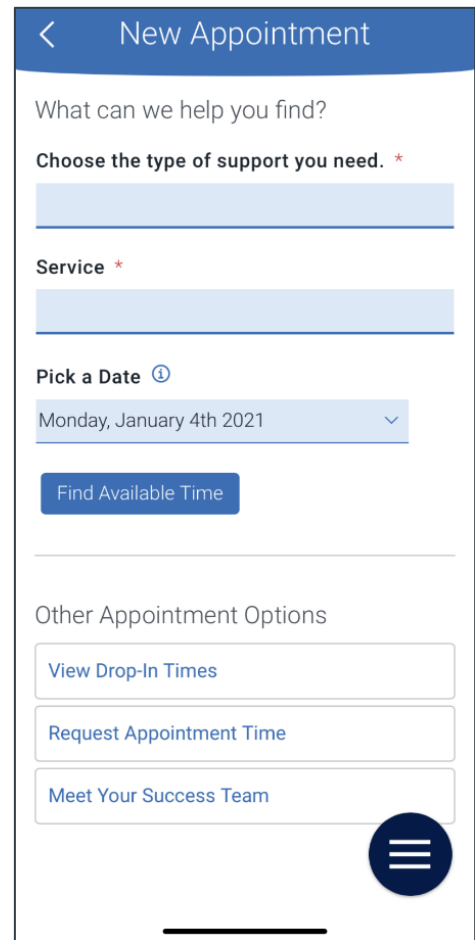 New Appointment
What can we help you find?
Choose the type of support you need. *
Service *
Pick a Date
Monday, January 4th 2021
Find Available Time
Other Appointment Options
View Drop-In Times
Request Appointment Time
Meet Your Success Team